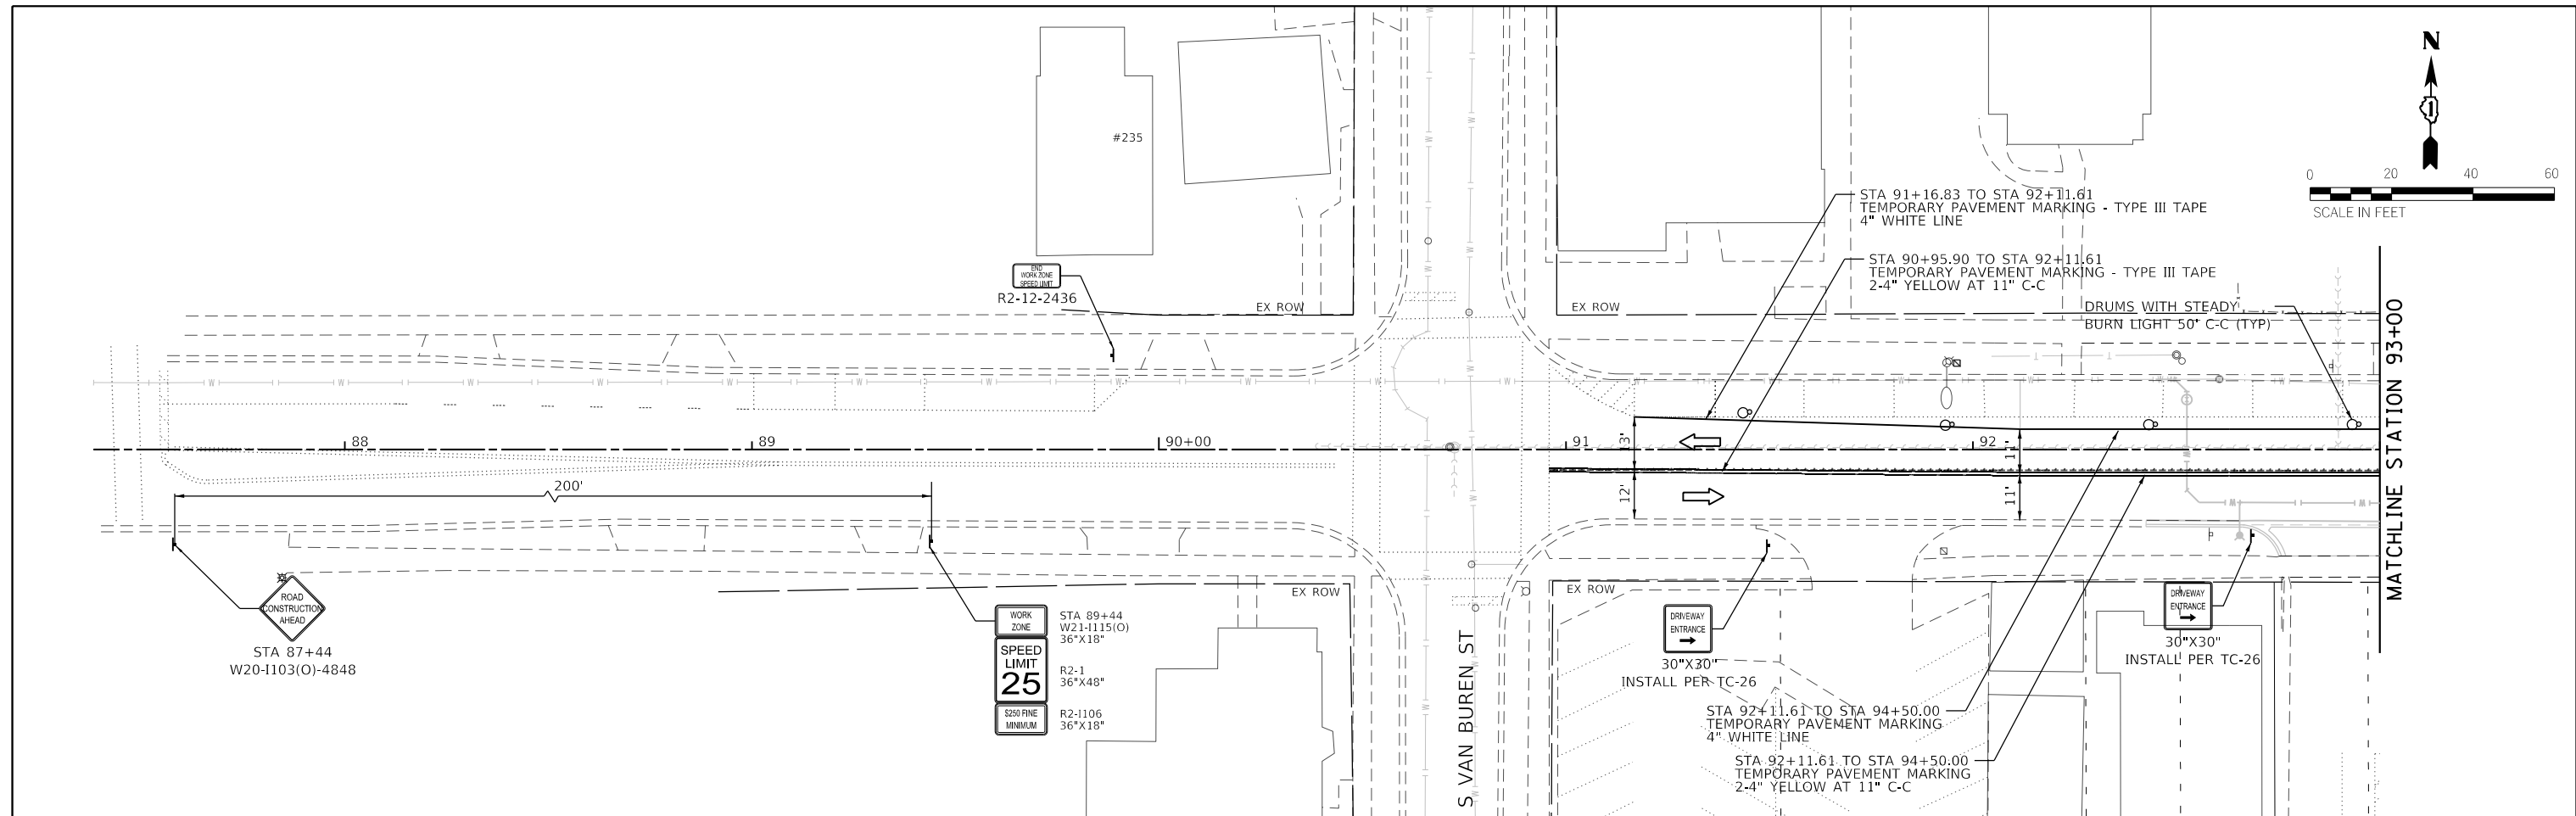 N
0 20 40 60
SCALE IN FEET
#235
STA 91+16.83 TO STA 92+11.61
TEMPORARY PAVEMENT MARKING - TYPE III TAPE
4" WHITE LINE
STA 90+95.90 TO STA 92+11.61
TEMPORARY PAVEMENT MARKING - TYPE III TAPE
2-4" YELLOW AT 11" C-C
DRUMS WITH STEADY
BURN LIGHT 50' C-C (TYP)
END
WORK ZONE
SPEED LIMIT
R2-12-2436
EX ROW
EX ROW
MATCHLINE STATION 93+00
88
89
90+00
91
92
13'
12'
11'
11'
200'
ROAD
CONSTRUCTION
AHEAD
STA 87+44
W20-I103(O)-4848
WORK
ZONE
STA 89+44
W21-I115(O)
36"X18"
SPEED
LIMIT
25
R2-1
36"X48"
$250 FINE
MINIMUM
R2-I106
36"X18"
EX ROW
EX ROW
S VAN BUREN ST
DRIVEWAY
ENTRANCE
30"X30"
INSTALL PER TC-26
DRIVEWAY
ENTRANCE
30"X30"
INSTALL PER TC-26
STA 92+11.61 TO STA 94+50.00
TEMPORARY PAVEMENT MARKING
4" WHITE LINE
STA 92+11.61 TO STA 94+50.00
TEMPORARY PAVEMENT MARKING
2-4" YELLOW AT 11" C-C